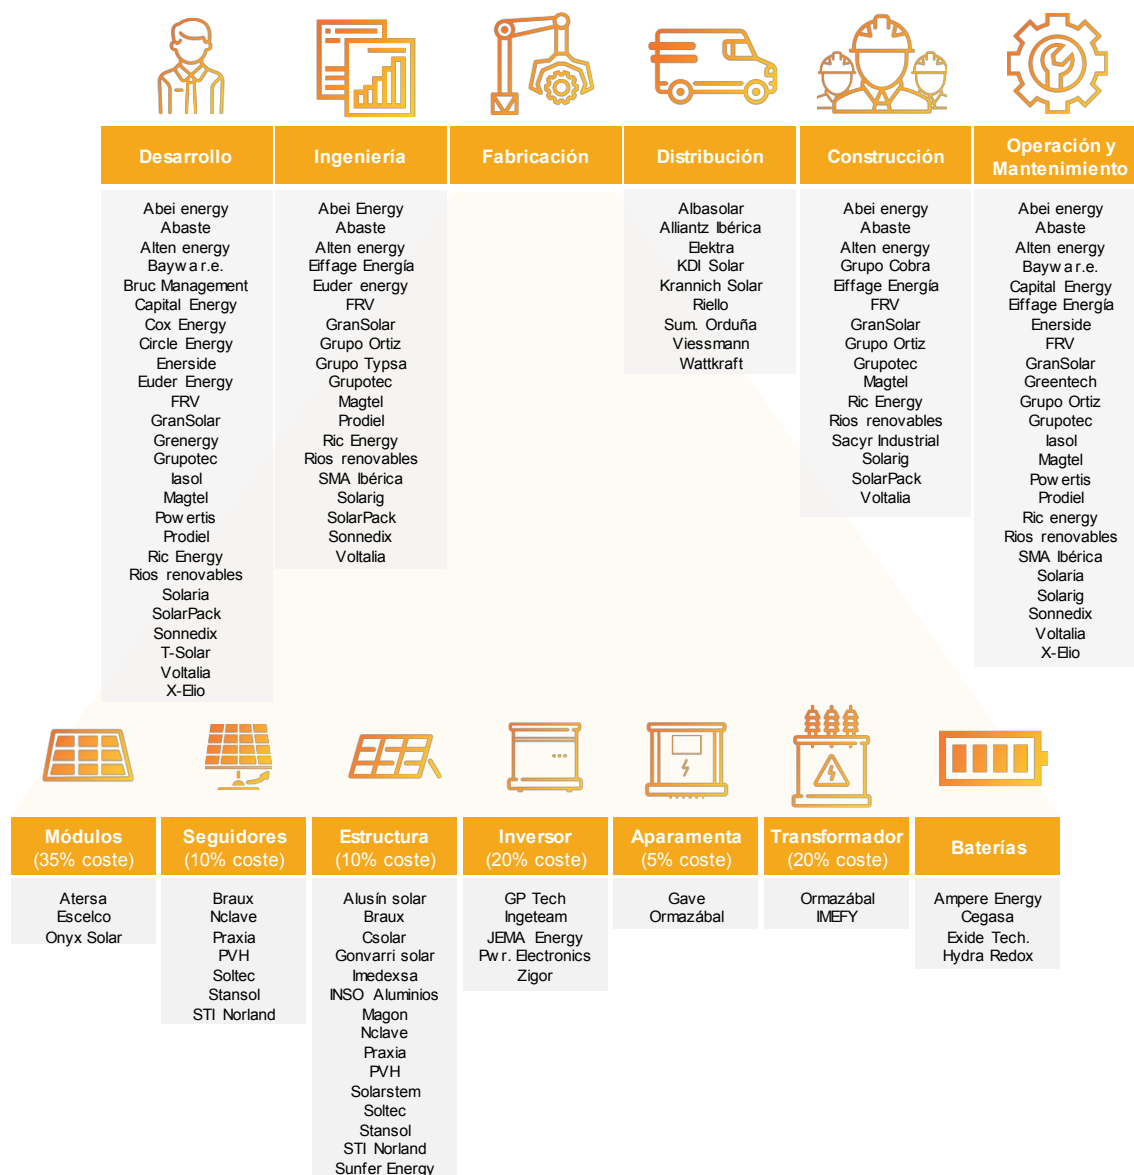 Desarrollo
Abei energy
Abaste
Alten energy
Baywa r.e.
Bruc Management
Capital Energy
Cox Energy
Circle Energy
Enerside
Euder Energy
FRV
GranSolar
Grenergy
Grupotec
Iasol
Magtel
Powertis
Prodiel
Ric Energy
Rios renovables
Solaria
SolarPack
Sonnedix
T-Solar
Voltalia
X-Elio
Ingeniería
Abei Energy
Abaste
Alten energy
Eiffage Energía
Euder energy
FRV
GranSolar
Grupo Ortiz
Grupo Typsa
Grupotec
Magtel
Prodiel
Ric Energy
Rios renovables
SMA Ibérica
Solarig
SolarPack
Sonnedix
Voltalia
Fabricación
Distribución
Albasolar
Alliantz Ibérica
Elektra
KDI Solar
Krannich Solar
Riello
Sum. Orduña
Viessmann
Wattkraft
Construcción
Abei energy
Abaste
Alten energy
Grupo Cobra
Eiffage Energía
FRV
GranSolar
Grupo Ortiz
Grupotec
Magtel
Ric Energy
Rios renovables
Sacyr Industrial
Solarig
SolarPack
Voltalia
Operación y
Mantenimiento
Abei energy
Abaste
Alten energy
Baywa r.e.
Capital Energy
Eiffage Energía
Enerside
FRV
GranSolar
Greentech
Grupo Ortiz
Grupotec
Iasol
Magtel
Powertis
Prodiel
Ric energy
Rios renovables
SMA Ibérica
Solaria
Solarig
Sonnedix
Voltalia
X-Elio
Módulos
(35% coste)
Atersa
Escelco
Onyx Solar
Seguidores
(10% coste)
Braux
Nclave
Praxia
PVH
Soltec
Stansol
STI Norland
Estructura
(10% coste)
Alusín solar
Braux
Csolar
Gonvarri solar
Imedexsa
INSO Aluminios
Magon
Nclave
Praxia
PVH
Solarstem
Soltec
Stansol
STI Norland
Sunfer Energy
Inversor
(20% coste)
GP Tech
Ingeteam
JEMA Energy
Pwr. Electronics
Zigor
Aparamenta
(5% coste)
Gave
Ormazábal
Transformador
(20% coste)
Ormazábal
IMEFY
Baterías
Ampere Energy
Cegasa
Exide Tech.
Hydra Redox